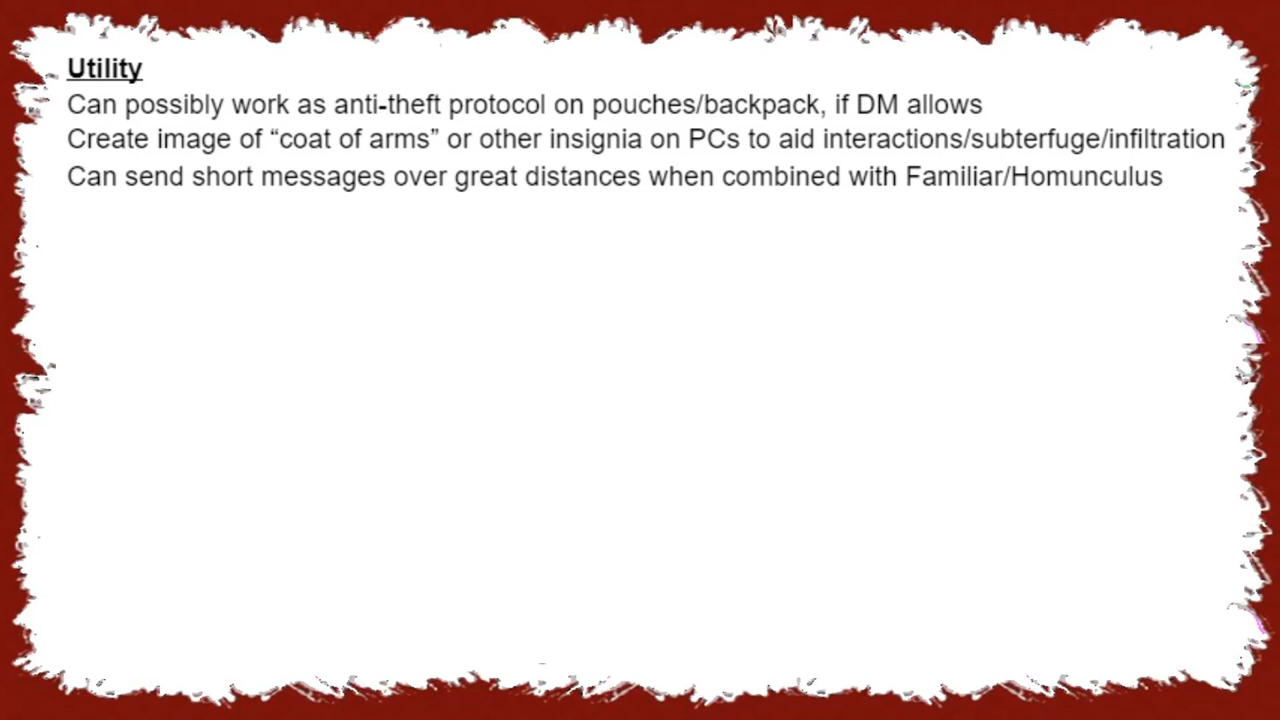 Utility
Can possibly work as anti-theft protocol on pouches/backpack, if DM allows
Create image of “coat of arms” or other insignia on PCs to aid interactions/subterfuge/infiltration
Can send short messages over great distances when combined with Familiar/Homunculus